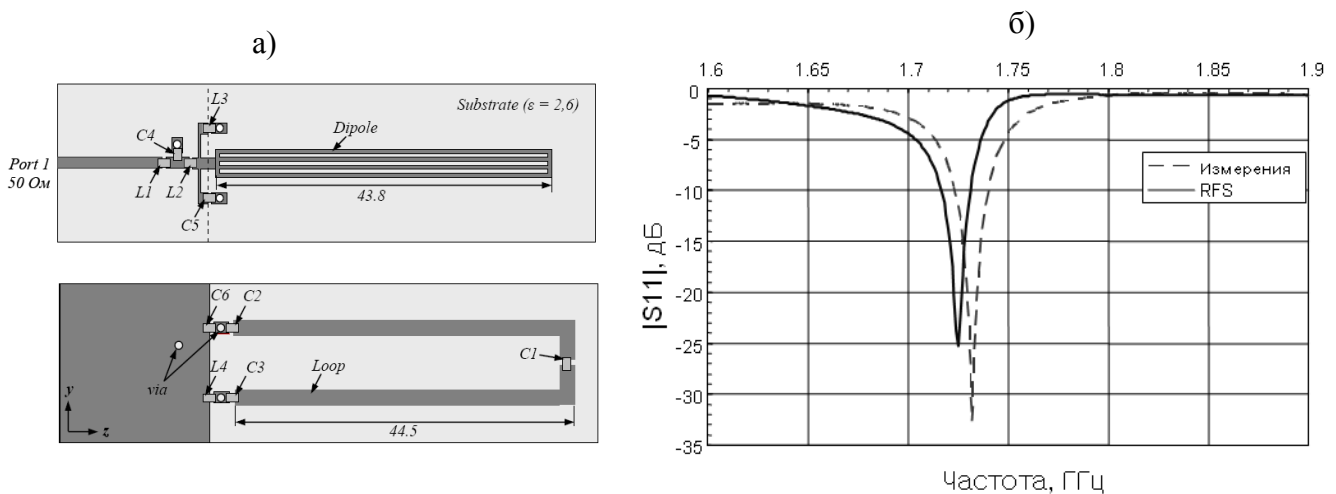 а)
L3
Substrate (ε = 2,6)
C4
Dipole
Port 1
50 Ом
L1
L2
43.8
C5
C6
C2
C1
via
L4
C3
Loop
y
z
44.5
б)
1.6 1.65 1.7 1.75 1.8 1.85 1.9
0
-5
-10
-15
-20
-25
-30
-35
|S11|, дБ
Измерения
RFS
Частота, ГГц